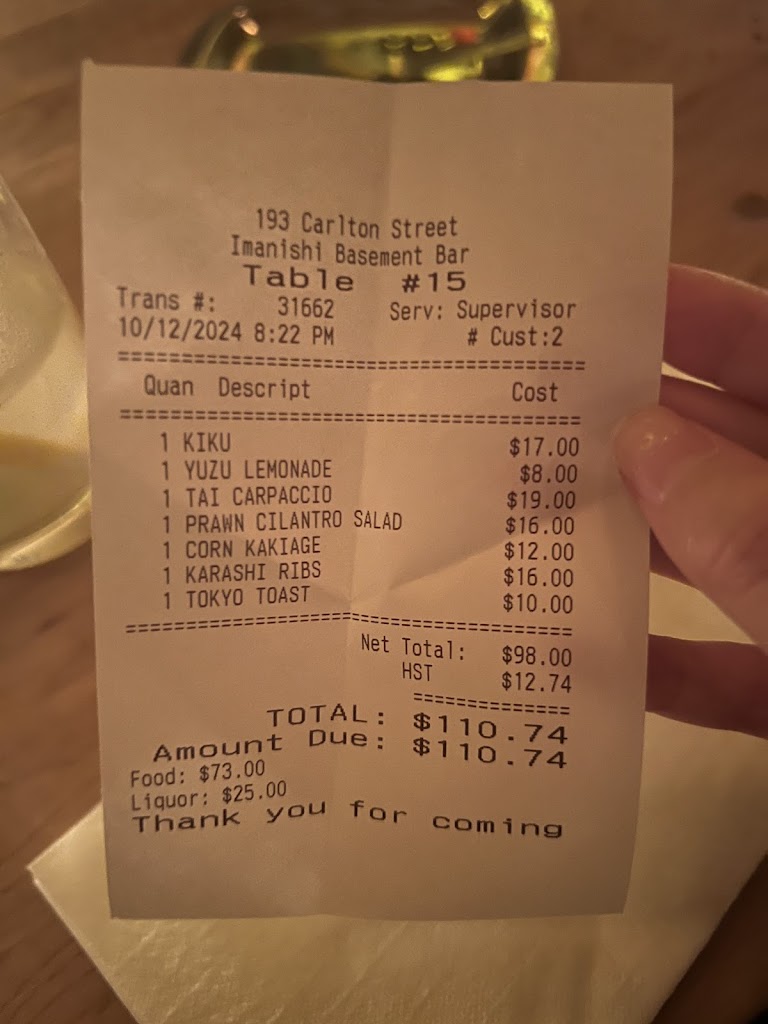 193 Carlton Street
Imanishi Basement Bar
Table #15
Trans #: 31662 Serv: Supervisor
10/12/2024 8:22 PM # Cust:2
Quan Descript Cost
1 KIKU $17.00
1 YUZU LEMONADE $8.00
1 TAI CARPACCIO $19.00
1 PRAWN CILANTRO SALAD $16.00
1 CORN KAKIAGE $12.00
1 KARASHI RIBS $16.00
1 TOKYO TOAST $10.00
Net Total: $98.00
HST $12.74
TOTAL: $110.74
Amount Due: $110.74
Food: $73.00
Liquor: $25.00
Thank you for coming